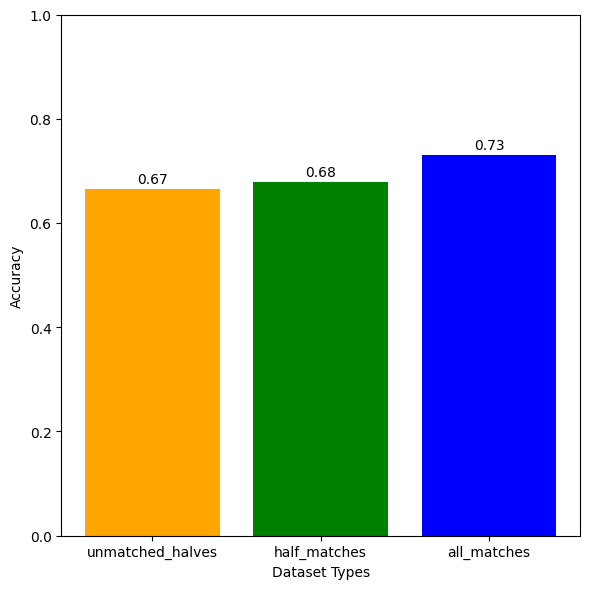 1.0
0.8
0.6
0.4
0.2
0.0
Accuracy
0.67
0.68
0.73
unmatched_halves
half_matches
all_matches
Dataset Types